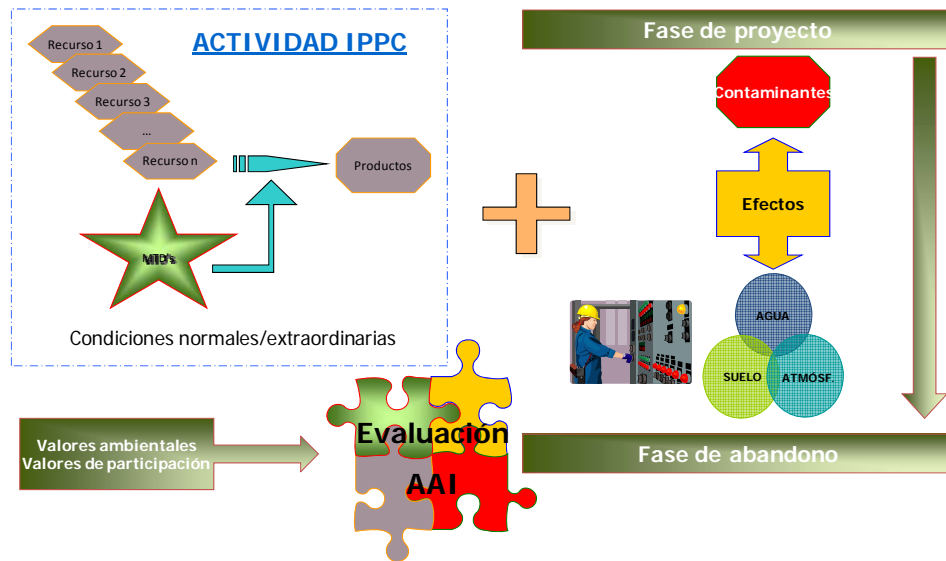 ACTIVIDAD IPPC
Recurso 1
Recurso 2
Recurso 3
...
Recurso n
Productos
MTD's
Condiciones normales/extraordinarias
Fase de proyecto
Contaminantes
Efectos
AGUA
SUELO
ATMÓSF.
Fase de abandono
Valores ambientales
Valores de participación
Evaluación
AAI